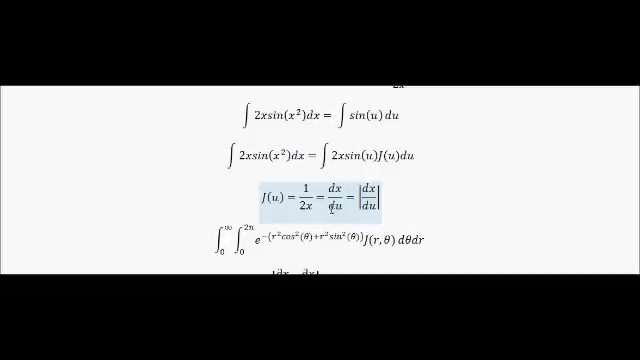 2x
∫ 2xsin(x²)dx = ∫ sin(u) du
∫ 2xsin(x²)dx = ∫ 2xsin(u)J(u)du
J(u) = 1/2x = dx/du = |dx/du|
∫₀^∞ ∫₀^2π e^−(r²cos²(θ)+r²sin²(θ)) J(r, θ) dθdr